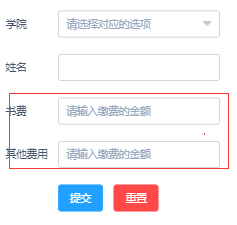 学院 请选择对应的选项
姓名
书费 请输入缴费的金额
其他费用 请输入缴费的金额
提交 重置